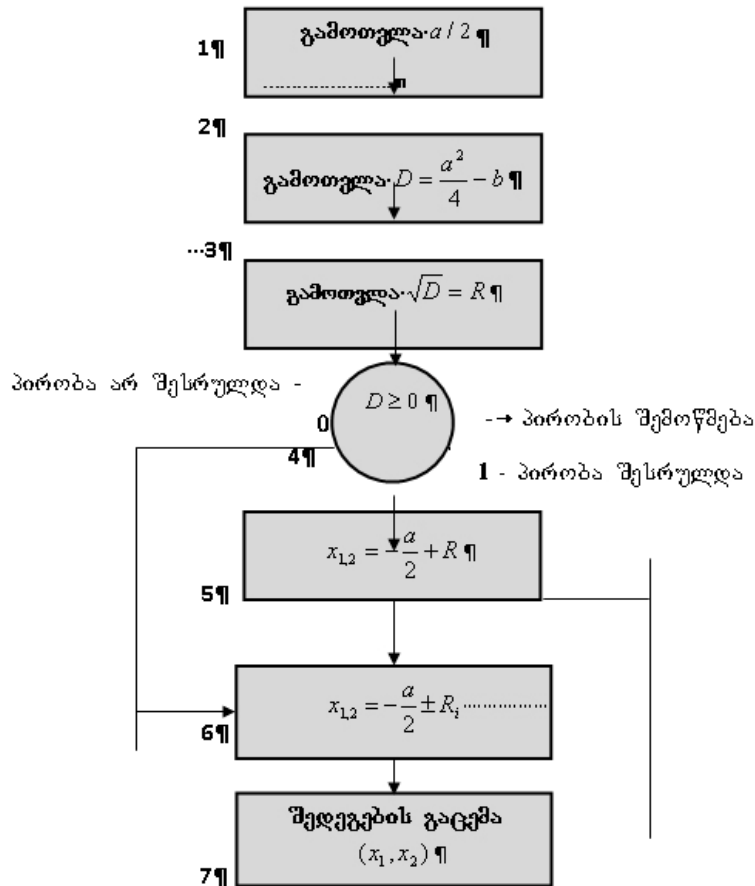 1¶
გამოთვლა·a / 2 ¶
¶
2¶
გამოთვლა·D = a²/4 − b ¶
···3¶
გამოთვლა·√D = R ¶
პირობა არ შესრულდა -
D ≥ 0 ¶
0
-→ პირობის შემოწმება
4¶
1 - პირობა შესრულდა
x₁,₂ = −a/2 + R ¶
5¶
x₁,₂ = −a/2 ± Rᵢ ·················
6¶
შედეგების გაცემა
(x₁, x₂) ¶
7¶